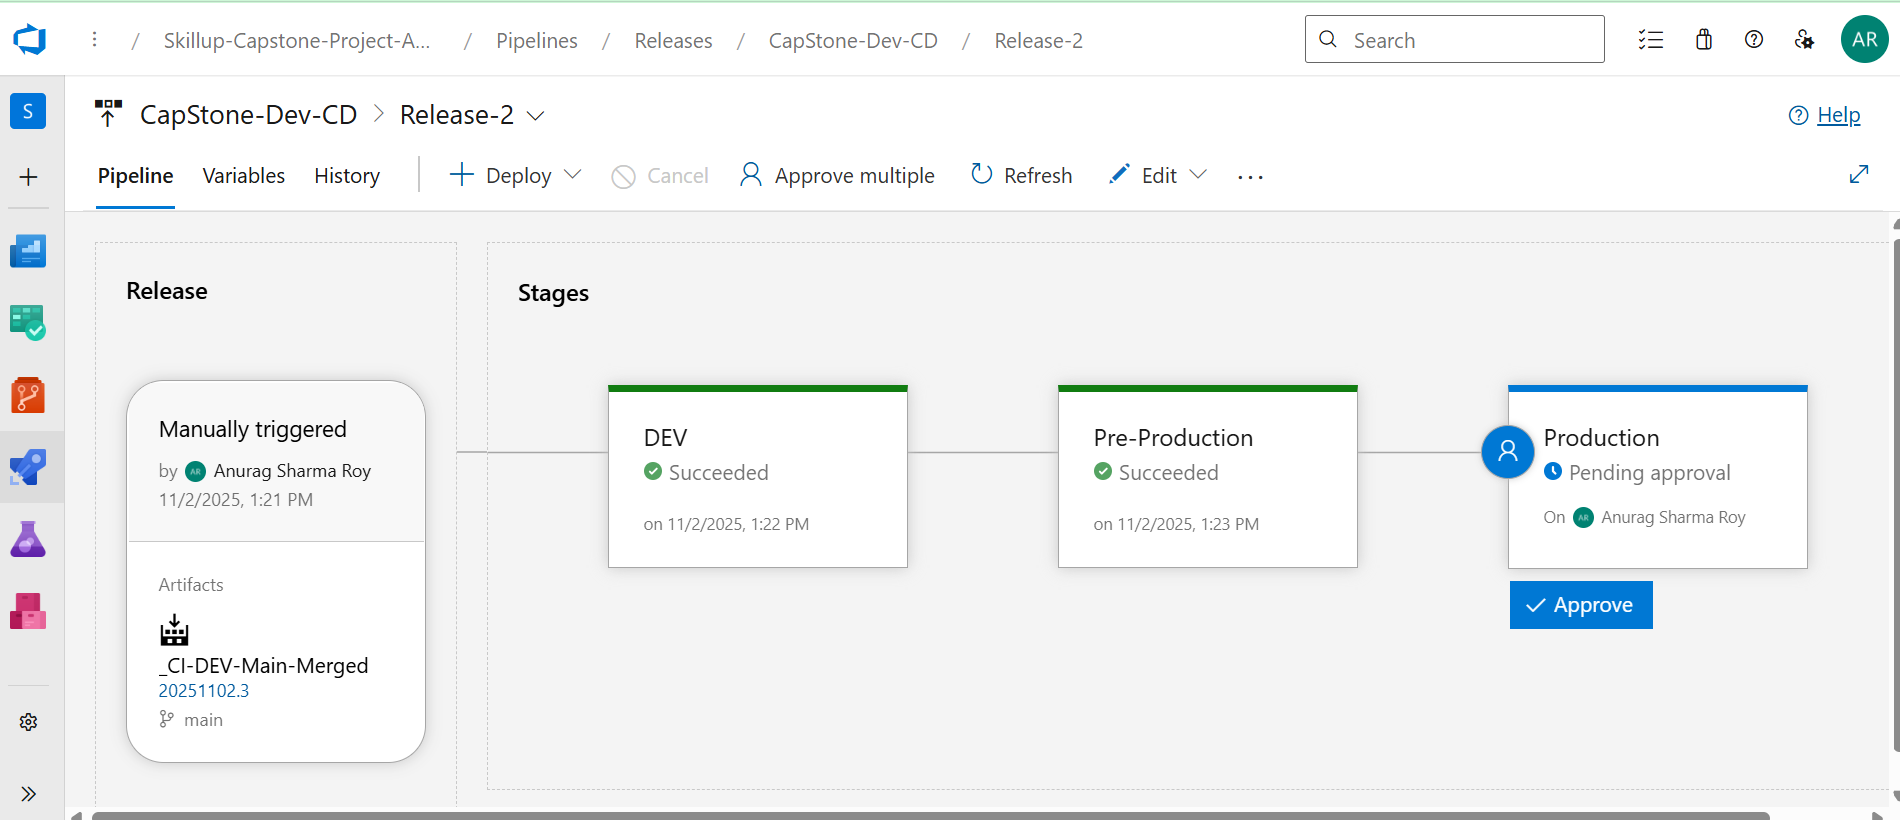 / Skillup-Capstone-Project-A... / Pipelines / Releases / CapStone-Dev-CD / Release-2
Search
AR
S
CapStone-Dev-CD > Release-2
Help
Pipeline Variables History Deploy Cancel Approve multiple Refresh Edit ...
Release
Stages
Manually triggered
by AR Anurag Sharma Roy
11/2/2025, 1:21 PM
Artifacts
_CI-DEV-Main-Merged
20251102.3
main
DEV
Succeeded
on 11/2/2025, 1:22 PM
Pre-Production
Succeeded
on 11/2/2025, 1:23 PM
Production
Pending approval
On AR Anurag Sharma Roy
Approve